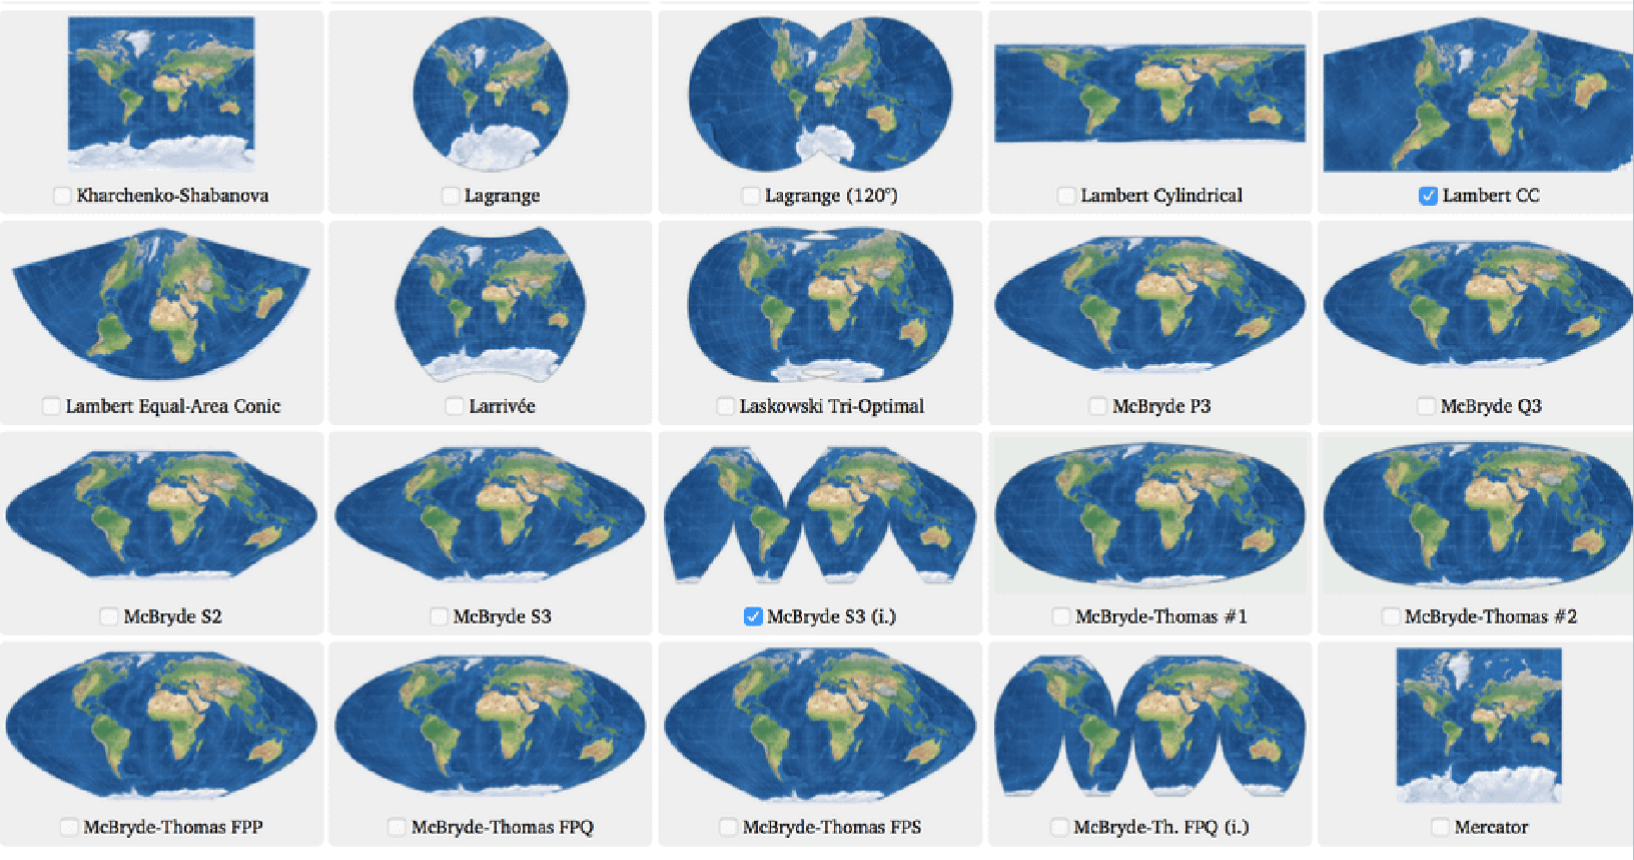 Kharchenko-Shabanova
Lagrange
Lagrange (120°)
Lambert Cylindrical
Lambert CC
Lambert Equal-Area Conic
Larrivée
Laskowski Tri-Optimal
McBryde P3
McBryde Q3
McBryde S2
McBryde S3
McBryde S3 (i.)
McBryde-Thomas #1
McBryde-Thomas #2
McBryde-Thomas FPP
McBryde-Thomas FPQ
McBryde-Thomas FPS
McBryde-Th. FPQ (i.)
Mercator